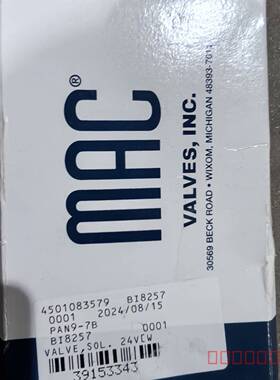 MAC®
VALVES, INC.
30569 BECK ROAD • WIXOM, MICHIGAN 48393-7011
4501083579 BI8257
0001 2024/08/15
PAN9-7B
BI8257 0001
VALVE,SOL. 24VCW
39153343